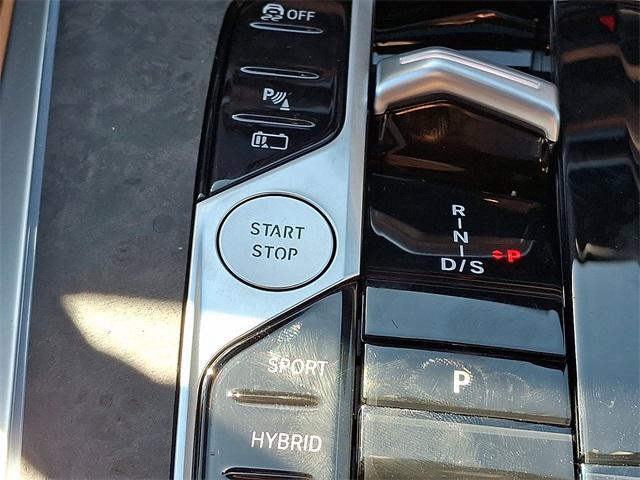 OFF
P
START
STOP
R
N
D/S P
SPORT
P
HYBRID